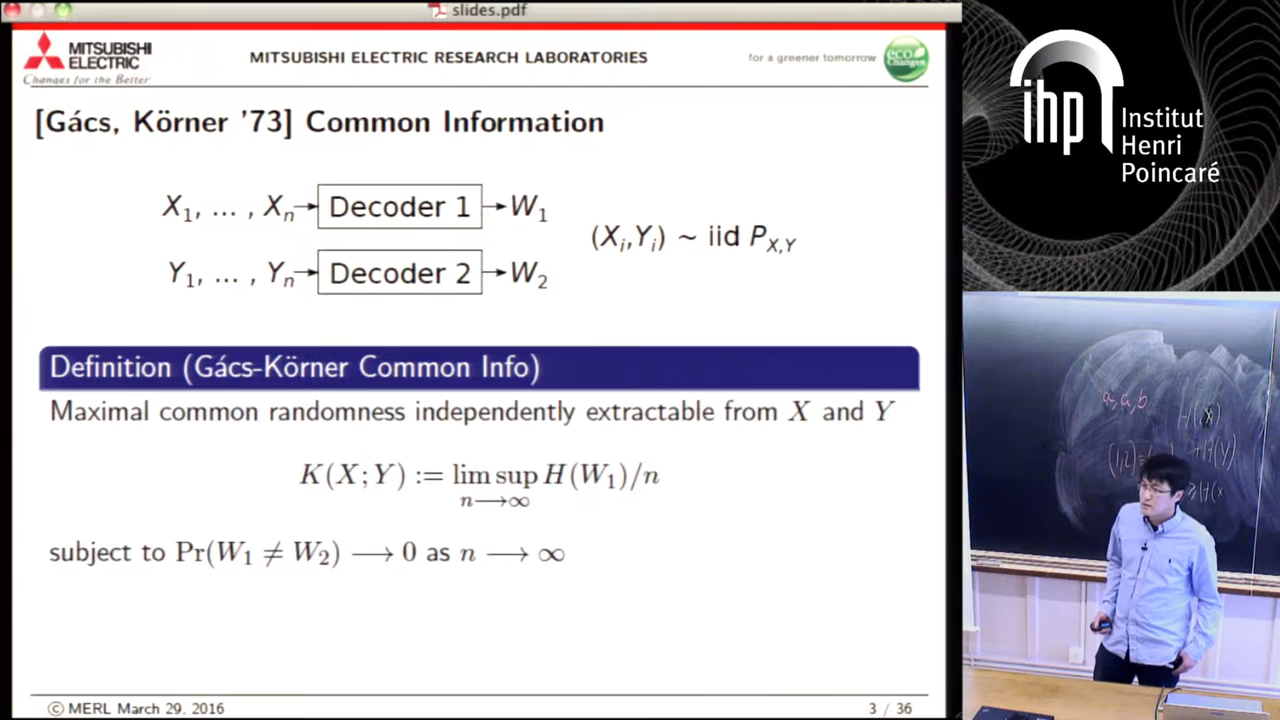 slides.pdf
MITSUBISHI ELECTRIC
Changes for the Better
MITSUBISHI ELECTRIC RESEARCH LABORATORIES
for a greener tomorrow
eco Changes
[Gács, Körner '73] Common Information
X₁, ... , Xₙ → Decoder 1 → W₁
Y₁, ... , Yₙ → Decoder 2 → W₂
(Xᵢ,Yᵢ) ~ iid P_{X,Y}
Definition (Gács-Körner Common Info)
Maximal common randomness independently extractable from X and Y
K(X;Y) := lim sup H(W₁)/n
n⟶∞
subject to Pr(W₁ ≠ W₂) ⟶ 0 as n ⟶ ∞
© MERL March 29, 2016
3 / 36
ihp
Institut
Henri
Poincaré
a, a, b
H(X)
+H(Y)